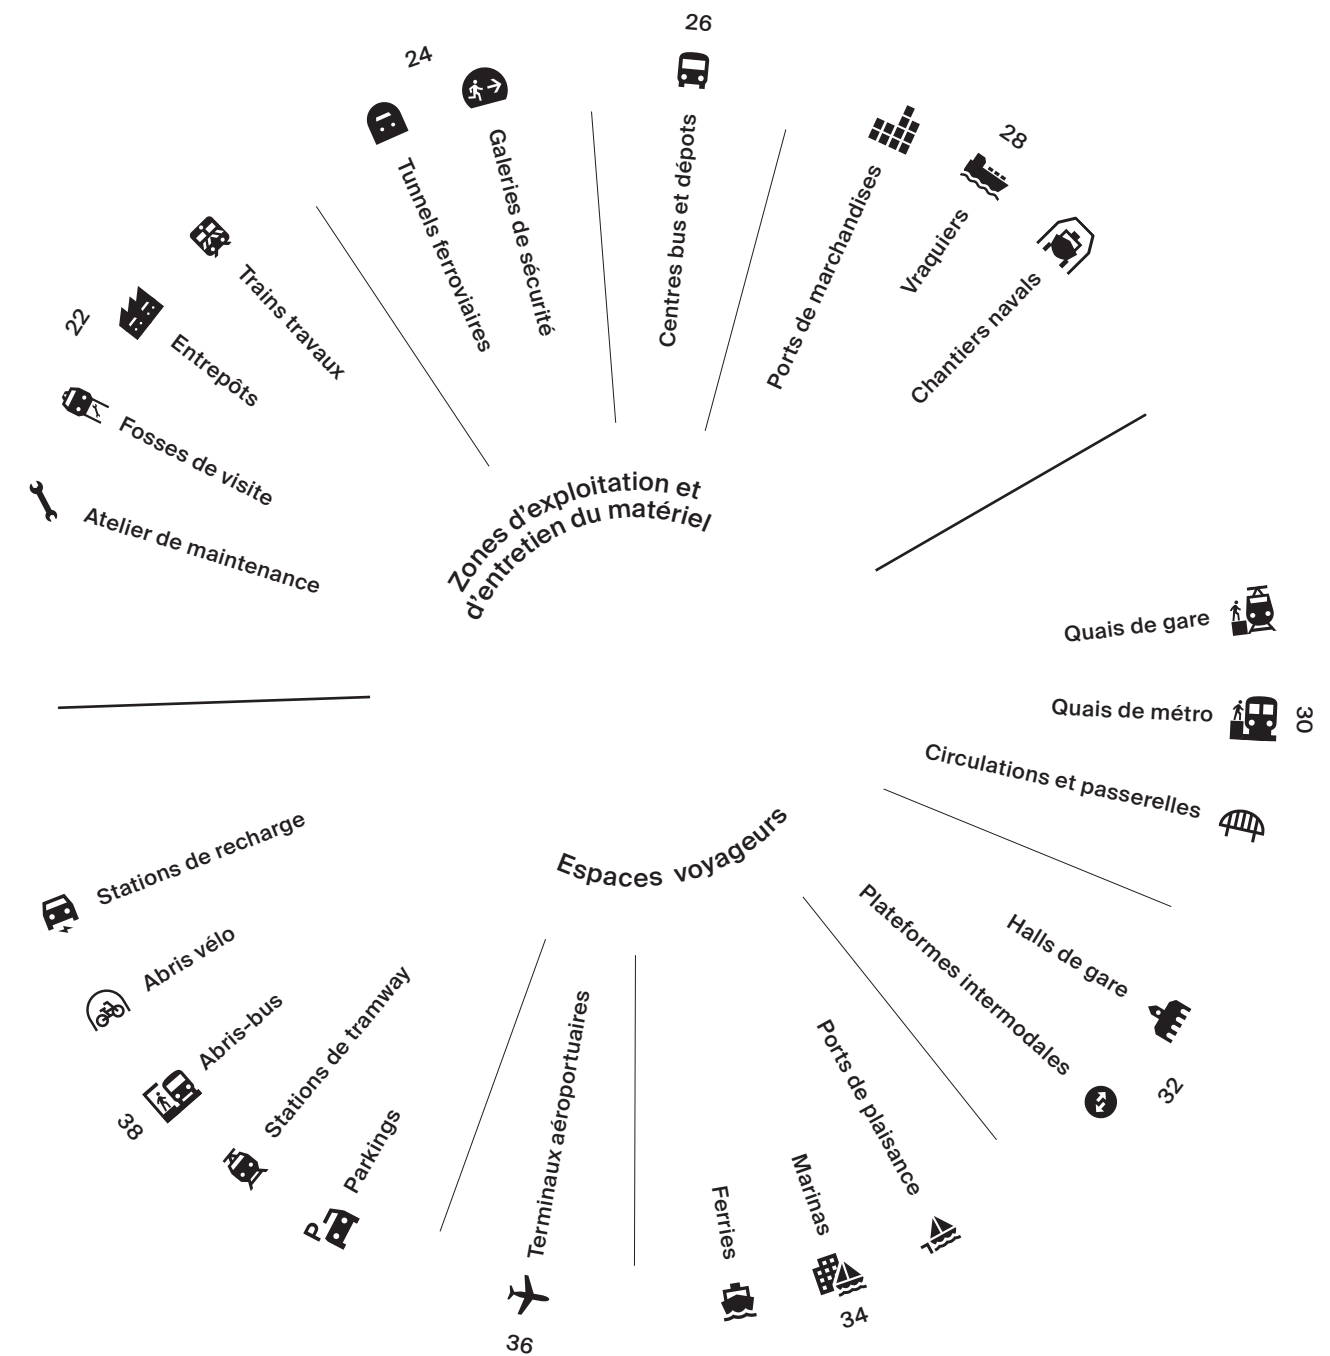 Zones d'exploitation et
d'entretien du matériel
22
Atelier de maintenance
Fosses de visite
Entrepôts
Trains travaux
24
Tunnels ferroviaires
Galeries de sécurité
26
Centres bus et dépots
28
Ports de marchandises
Vraquiers
Chantiers navals
Espaces voyageurs
30
Quais de gare
Quais de métro
Circulations et passerelles
32
Halls de gare
Plateformes intermodales
34
Ports de plaisance
Marinas
Ferries
36
Terminaux aéroportuaires
38
Parkings
P
Stations de tramway
Abris-bus
Abris vélo
Stations de recharge